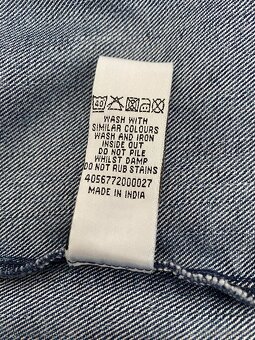 40
WASH WITH
SIMILAR COLOURS
WASH AND IRON
INSIDE OUT
DO NOT PILE
WHILST DAMP
DO NOT RUB STAINS
4056772000027
MADE IN INDIA